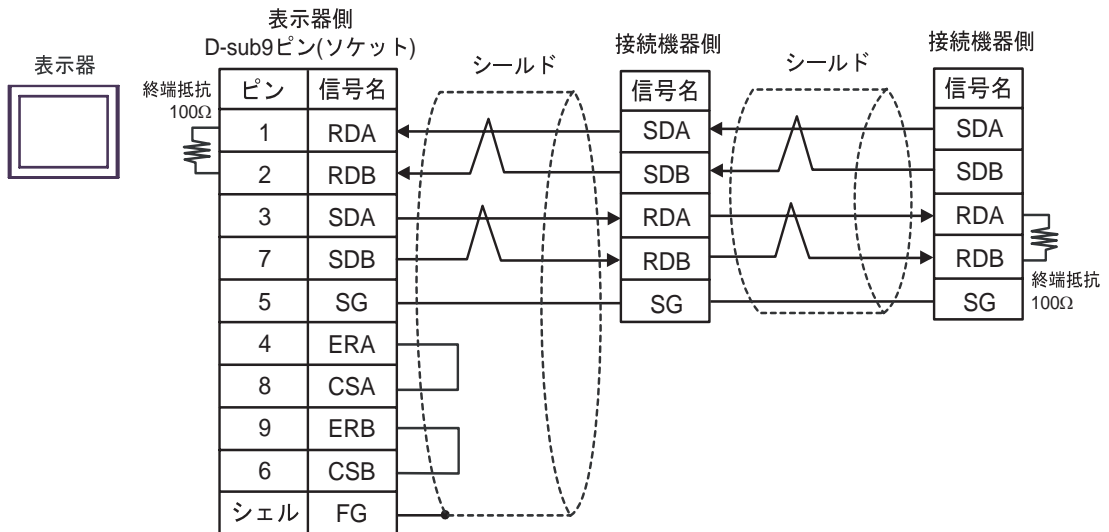 表示器
表示器側
D-sub9ピン(ソケット)
終端抵抗
100Ω
ピン 信号名
1 RDA
2 RDB
3 SDA
7 SDB
5 SG
4 ERA
8 CSA
9 ERB
6 CSB
シェル FG
シールド
接続機器側
信号名
SDA
SDB
RDA
RDB
SG
シールド
接続機器側
信号名
SDA
SDB
RDA
RDB
SG
終端抵抗
100Ω